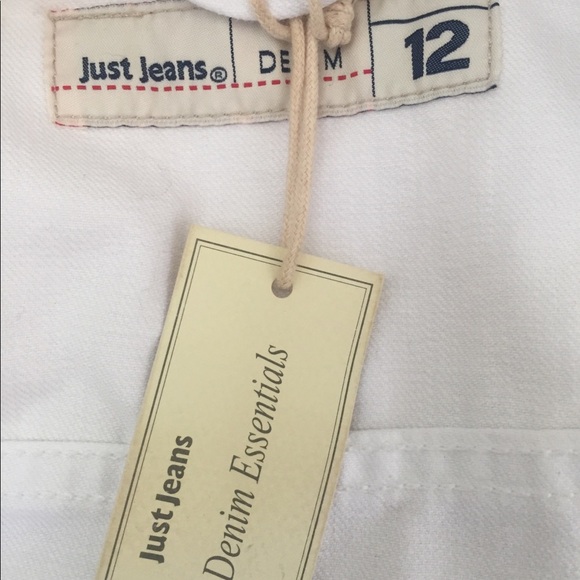 Just Jeans® DENIM 12
Just Jeans
Denim Essentials